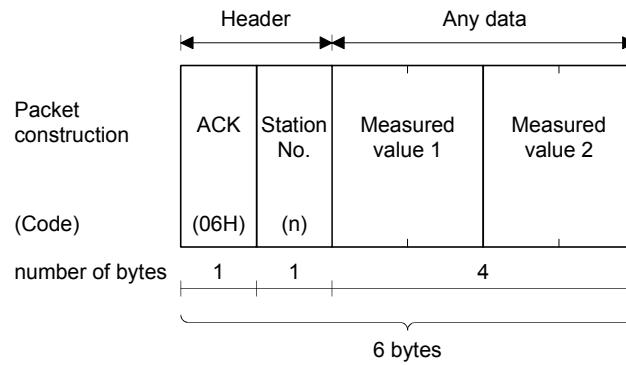 Header
Any data
Packet
construction
ACK
Station
No.
Measured
value 1
Measured
value 2
(Code)
(06H)
(n)
number of bytes
1
1
4
6 bytes